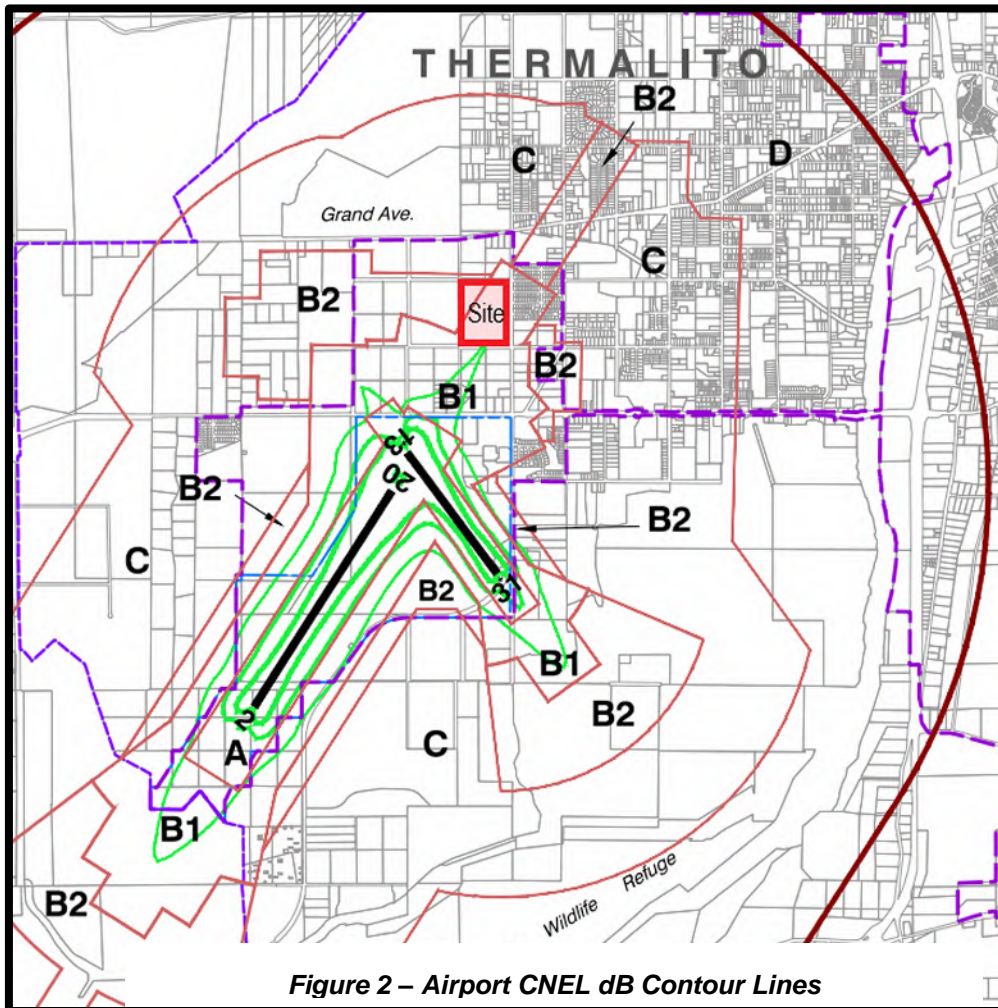 THERMALITO
B2
C
D
Grand Ave.
C
B2
Site
B2
B1
13
20
B2
B2
C
B2
31
B1
B2
2
A
C
B1
B2
Wildlife Refuge
Figure 2 – Airport CNEL dB Contour Lines